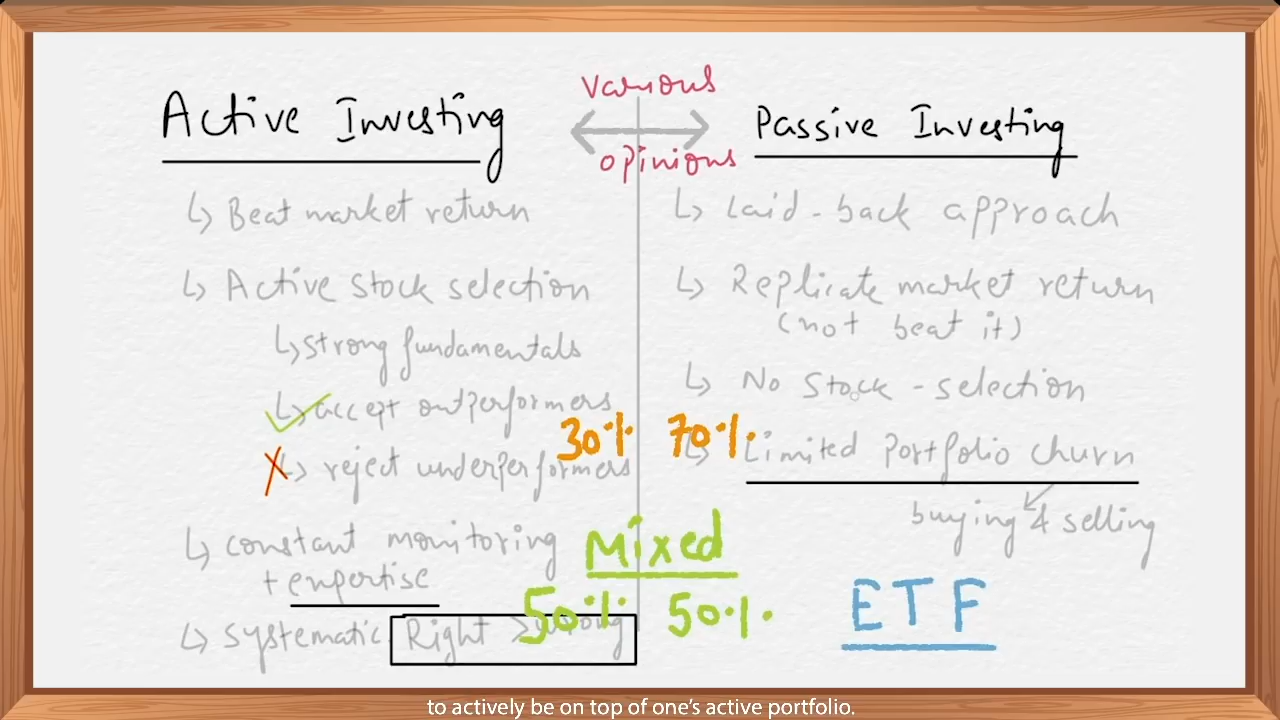 various
Active Investing
Passive Investing
opinions
↳ Beat market return
↳ Active stock selection
↳ strong fundamentals
↳ accept outperformers
↳ reject underperformers
↳ constant monitoring
+ expertise
↳ systematic Right > wrong
↳ Laid-back approach
↳ Replicate market return
(not beat it)
↳ No Stock-selection
↳ Limited Portfolio churn
buying & selling
30% 70%
Mixed
50% 50%
ETF
to actively be on top of one's active portfolio.